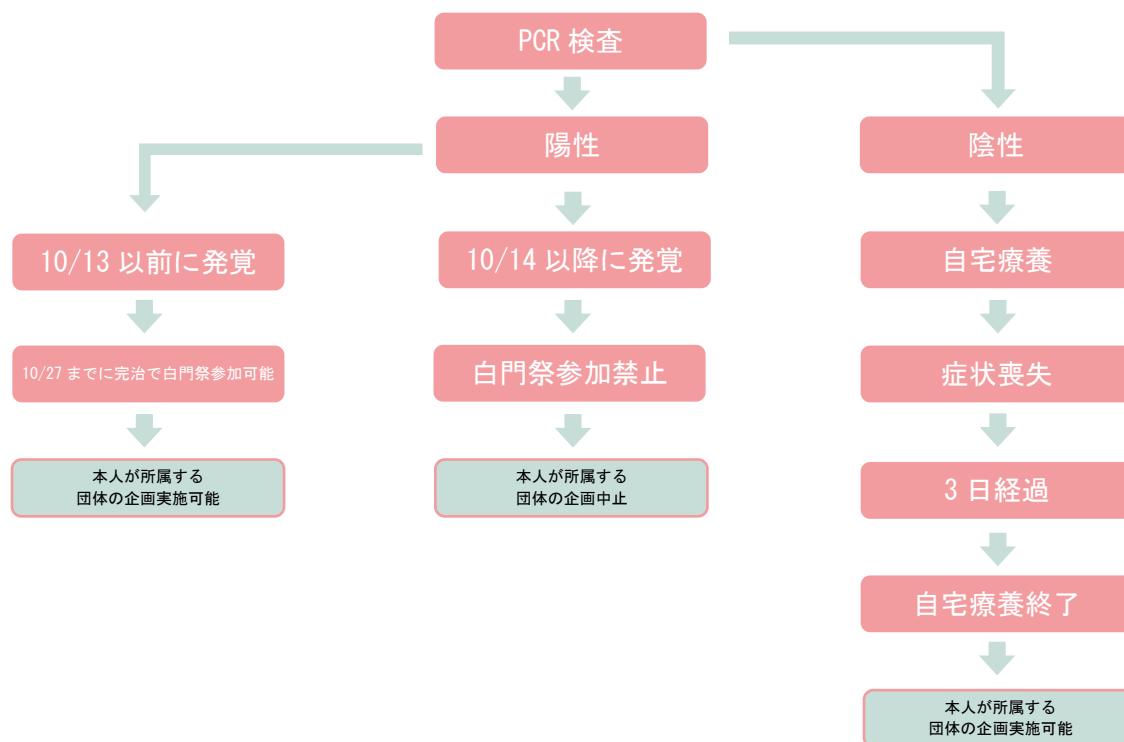 PCR 検査
陽性
陰性
10/13 以前に発覚
10/14 以降に発覚
自宅療養
10/27 までに完治で白門祭参加可能
白門祭参加禁止
症状喪失
本人が所属する
団体の企画実施可能
本人が所属する
団体の企画中止
3 日経過
自宅療養終了
本人が所属する
団体の企画実施可能